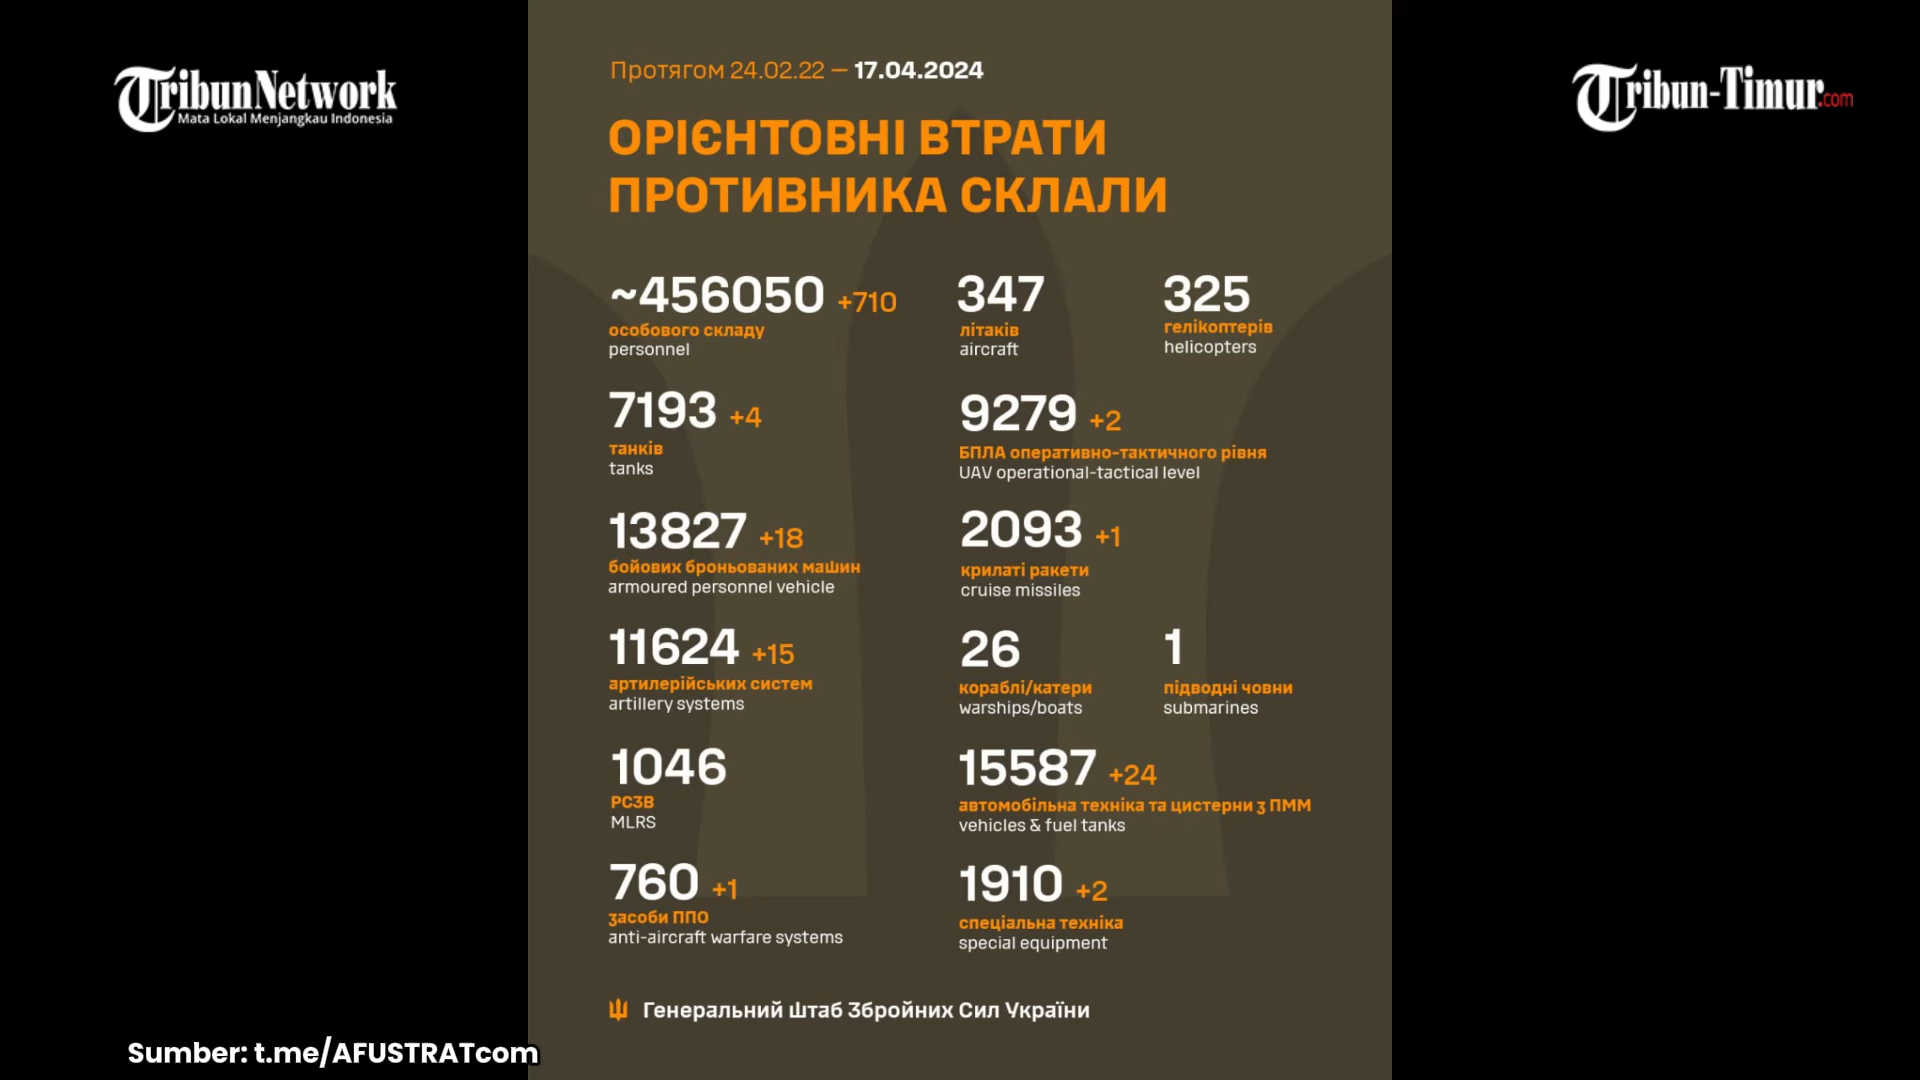 TribunNetwork
Mata Lokal Menjangkau Indonesia
Tribun-Timur.com
Протягом 24.02.22 — 17.04.2024
ОРІЄНТОВНІ ВТРАТИ
ПРОТИВНИКА СКЛАЛИ
~456050 +710
особового складу
personnel
347
літаків
aircraft
325
гелікоптерів
helicopters
7193 +4
танків
tanks
9279 +2
БПЛА оперативно-тактичного рівня
UAV operational-tactical level
13827 +18
бойових броньованих машин
armoured personnel vehicle
2093 +1
крилаті ракети
cruise missiles
11624 +15
артилерійських систем
artillery systems
26
кораблі/катери
warships/boats
1
підводні човни
submarines
1046
РСЗВ
MLRS
15587 +24
автомобільна техніка та цистерни з ПММ
vehicles & fuel tanks
760 +1
засоби ППО
anti-aircraft warfare systems
1910 +2
спеціальна техніка
special equipment
Генеральний штаб Збройних Сил України
Sumber: t.me/AFUSTRATcom